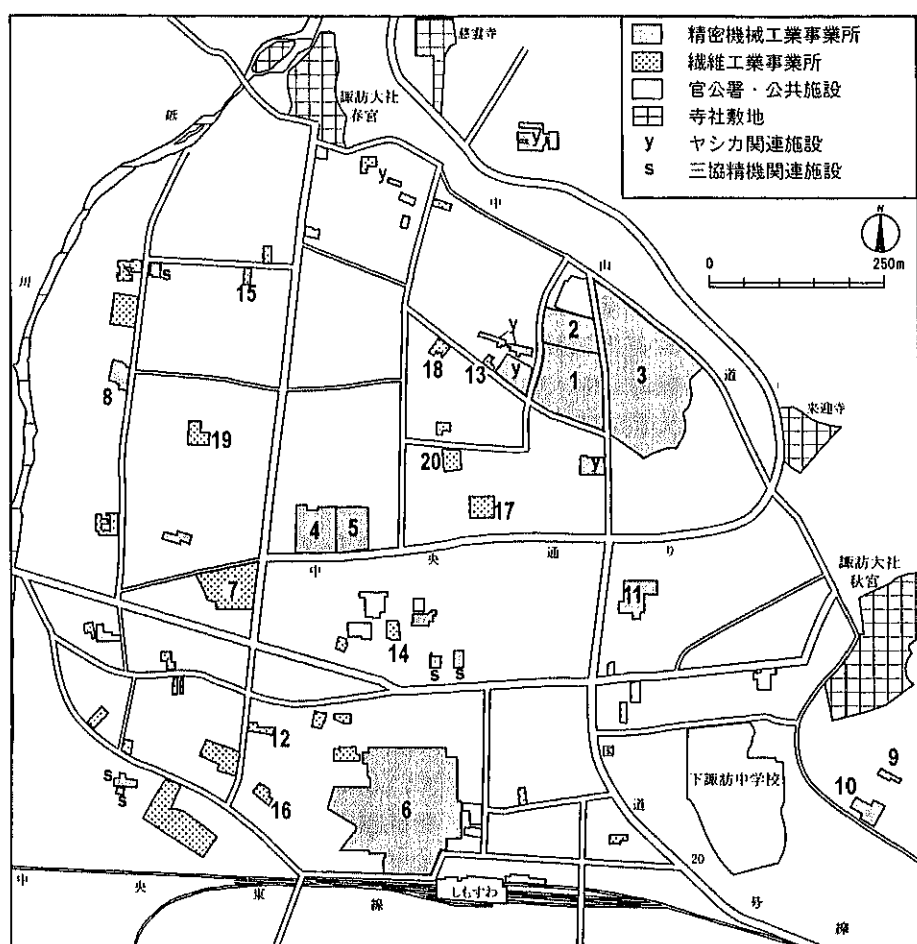 精密機械工業事業所
繊維工業事業所
官公署・公共施設
寺社敷地
y ヤシカ関連施設
s 三協精機関連施設
N
0 250m
慈雲寺
諏訪大社
春宮
砥
川
中
山
道
来迎寺
諏訪大社
秋宮
中央通り
国道20号線
下諏訪中学校
しもすわ
中央東線
1
2
3
4
5
6
7
8
9
10
11
12
13
14
15
16
17
18
19
20
y
y
y
y
y
s
s
s
s